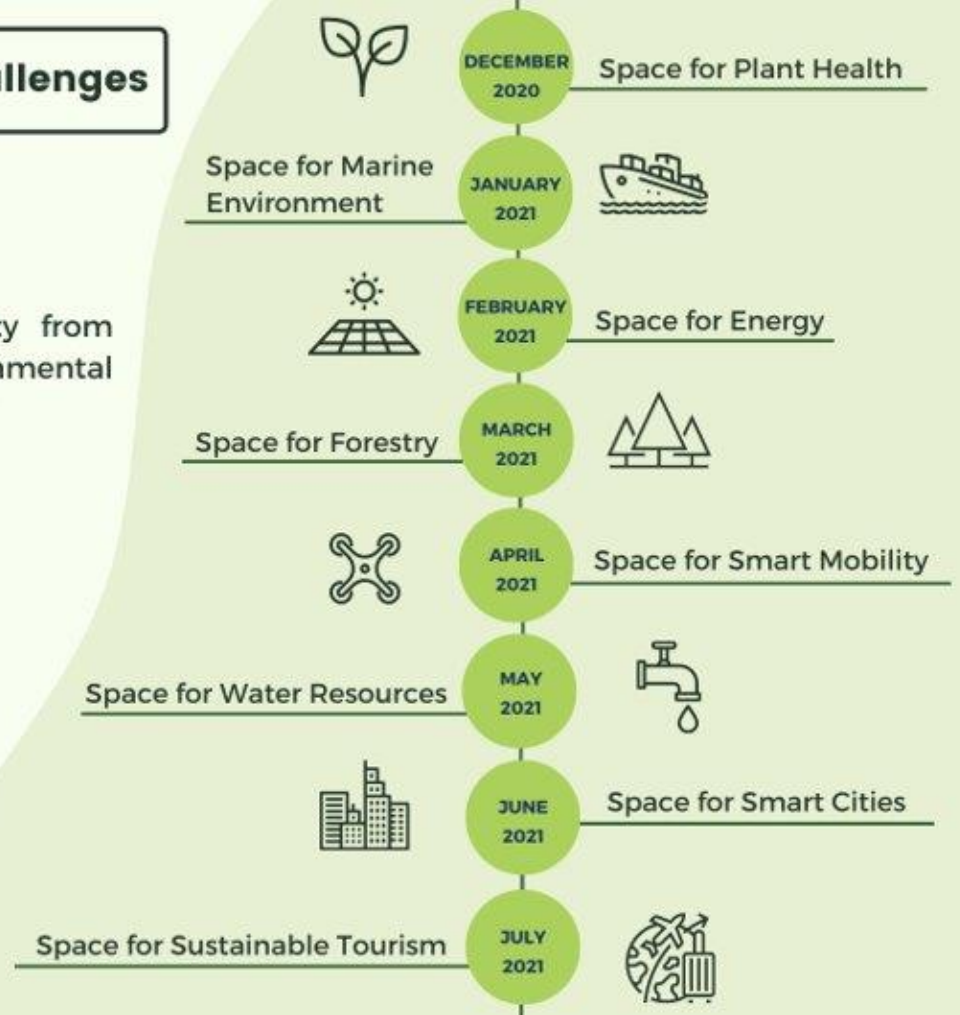 DECEMBER
2020
Space for Plant Health
Space for Marine
Environment
JANUARY
2021
FEBRUARY
2021
Space for Energy
from
Space for Forestry
MARCH
2021
APRIL
2021
Space for Smart Mobility
Space for Water Resources
MAY
2021
JUNE
2021
Space for Smart Cities
Space for Sustainable Tourism
JULY
2021